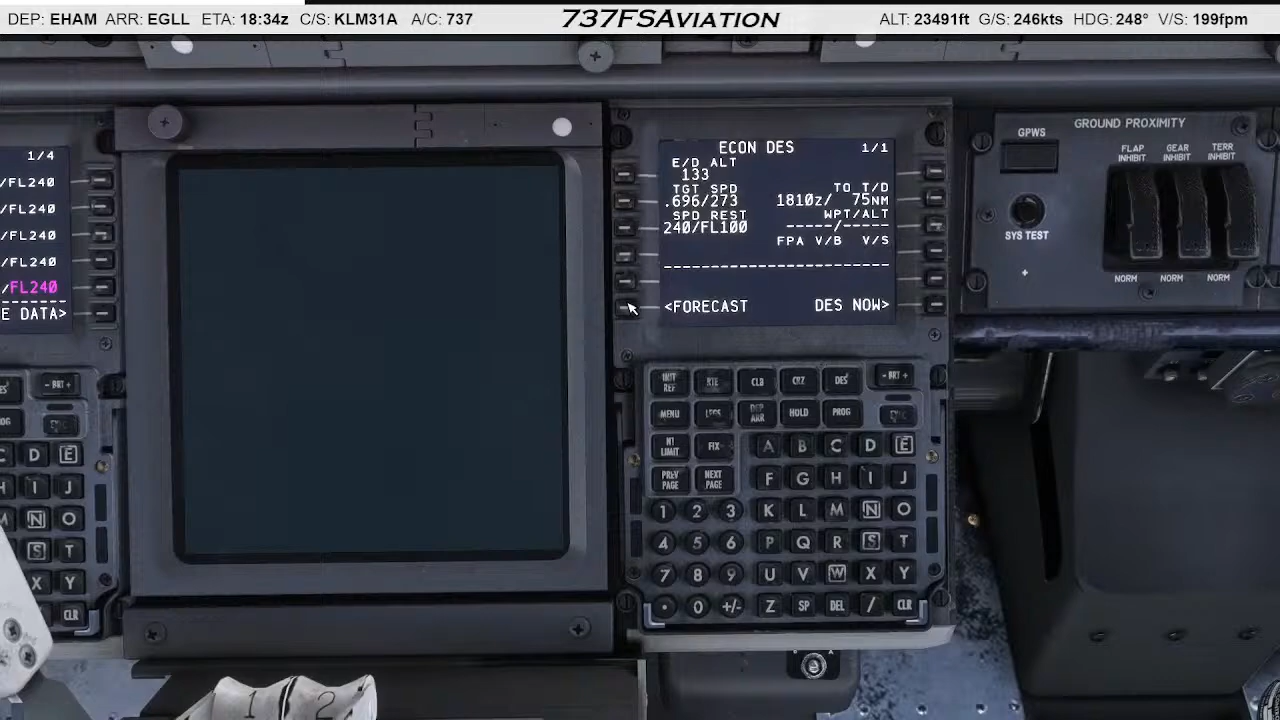 DEP: EHAM ARR: EGLL ETA: 18:34z C/S: KLM31A A/C: 737
737FSAVIATION
ALT: 23491ft G/S: 246kts HDG: 248° V/S: 199fpm
1/4
/FL240
/FL240
/FL240
/FL240
/FL240
E DATA>
ECON DES 1/1
E/D ALT
133
TGT SPD TO T/D
.696/273 1810z/ 75NM
SPD REST WPT/ALT
240/FL100 -----/-----
FPA V/B V/S
<FORECAST DES NOW>
GROUND PROXIMITY
GPWS
FLAP INHIBIT
GEAR INHIBIT
TERR INHIBIT
SYS TEST
NORM NORM NORM
- BRT +
C D E
H I J
M N O
S T
X Y
CLR
INIT REF RTE CLB CRZ DES - BRT +
MENU LEGS DEP ARR HOLD PROG
N1 LIMIT FIX A B C D E
PREV PAGE NEXT PAGE F G H I J
1 2 3 K L M N O
4 5 6 P Q R S T
7 8 9 U V W X Y
. 0 +/- Z SP DEL / CLR
1 2